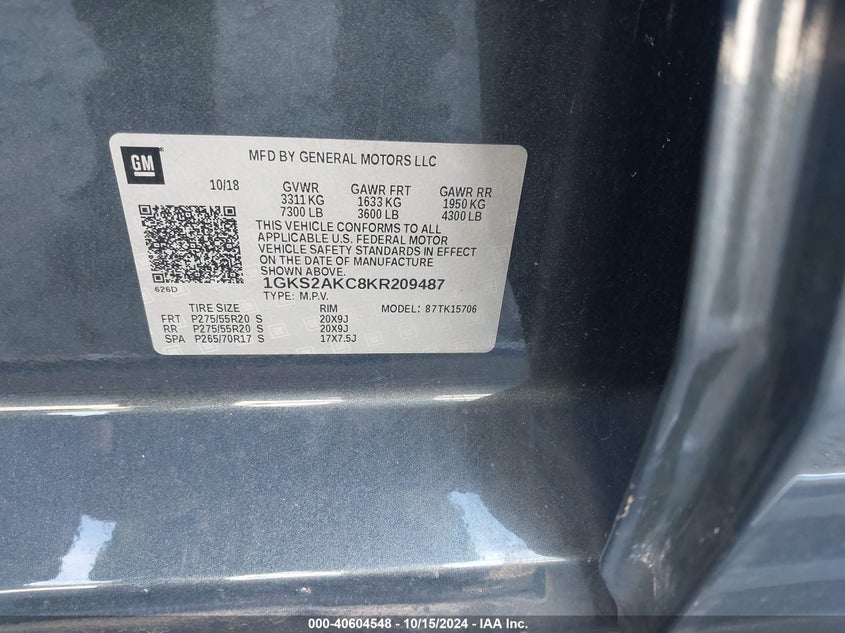 GM
MFD BY GENERAL MOTORS LLC
10/18 GVWR GAWR FRT GAWR RR
3311 KG 1633 KG 1950 KG
7300 LB 3600 LB 4300 LB
THIS VEHICLE CONFORMS TO ALL
APPLICABLE U.S. FEDERAL MOTOR
VEHICLE SAFETY STANDARDS IN EFFECT
ON THE DATE OF MANUFACTURE
SHOWN ABOVE.
626D
1GKS2AKC8KR209487
TYPE: M.P.V.
TIRE SIZE RIM MODEL: 87TK15706
FRT P275/55R20 S 20X9J
RR P275/55R20 S 20X9J
SPA P265/70R17 S 17X7.5J
000-40604548 - 10/15/2024 - IAA Inc.